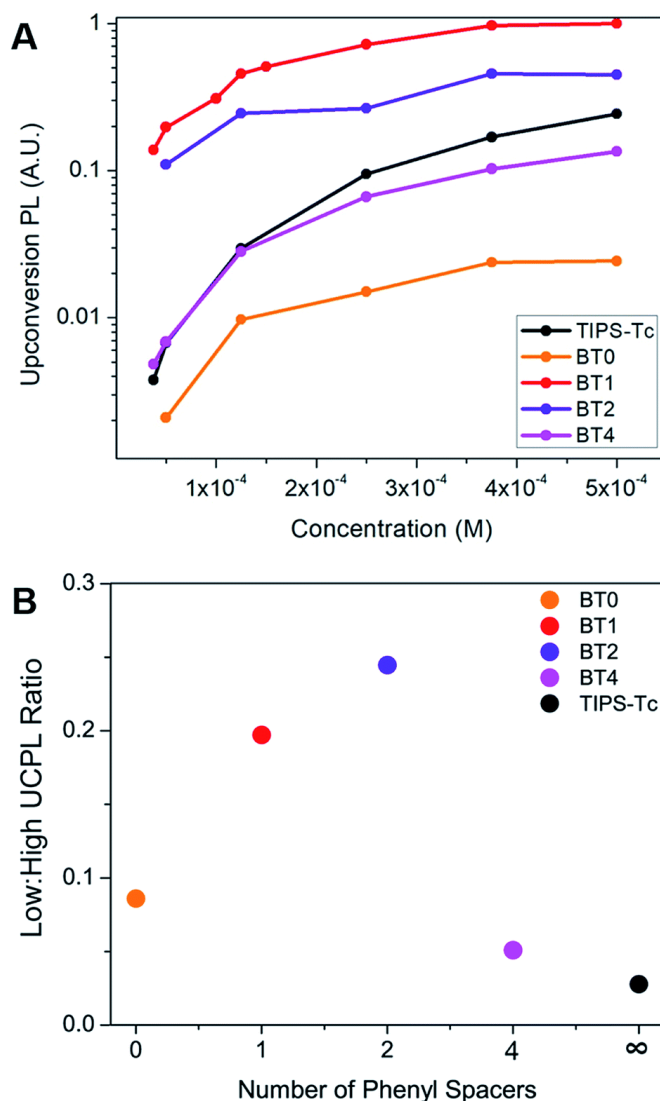 A
1
0.1
0.01
Upconversion PL (A.U.)
TIPS-Tc
BT0
BT1
BT2
BT4
1x10⁻⁴ 2x10⁻⁴ 3x10⁻⁴ 4x10⁻⁴ 5x10⁻⁴
Concentration (M)
B
0.3
0.2
0.1
0.0
Low:High UCPL Ratio
BT0
BT1
BT2
BT4
TIPS-Tc
0 1 2 4 ∞
Number of Phenyl Spacers